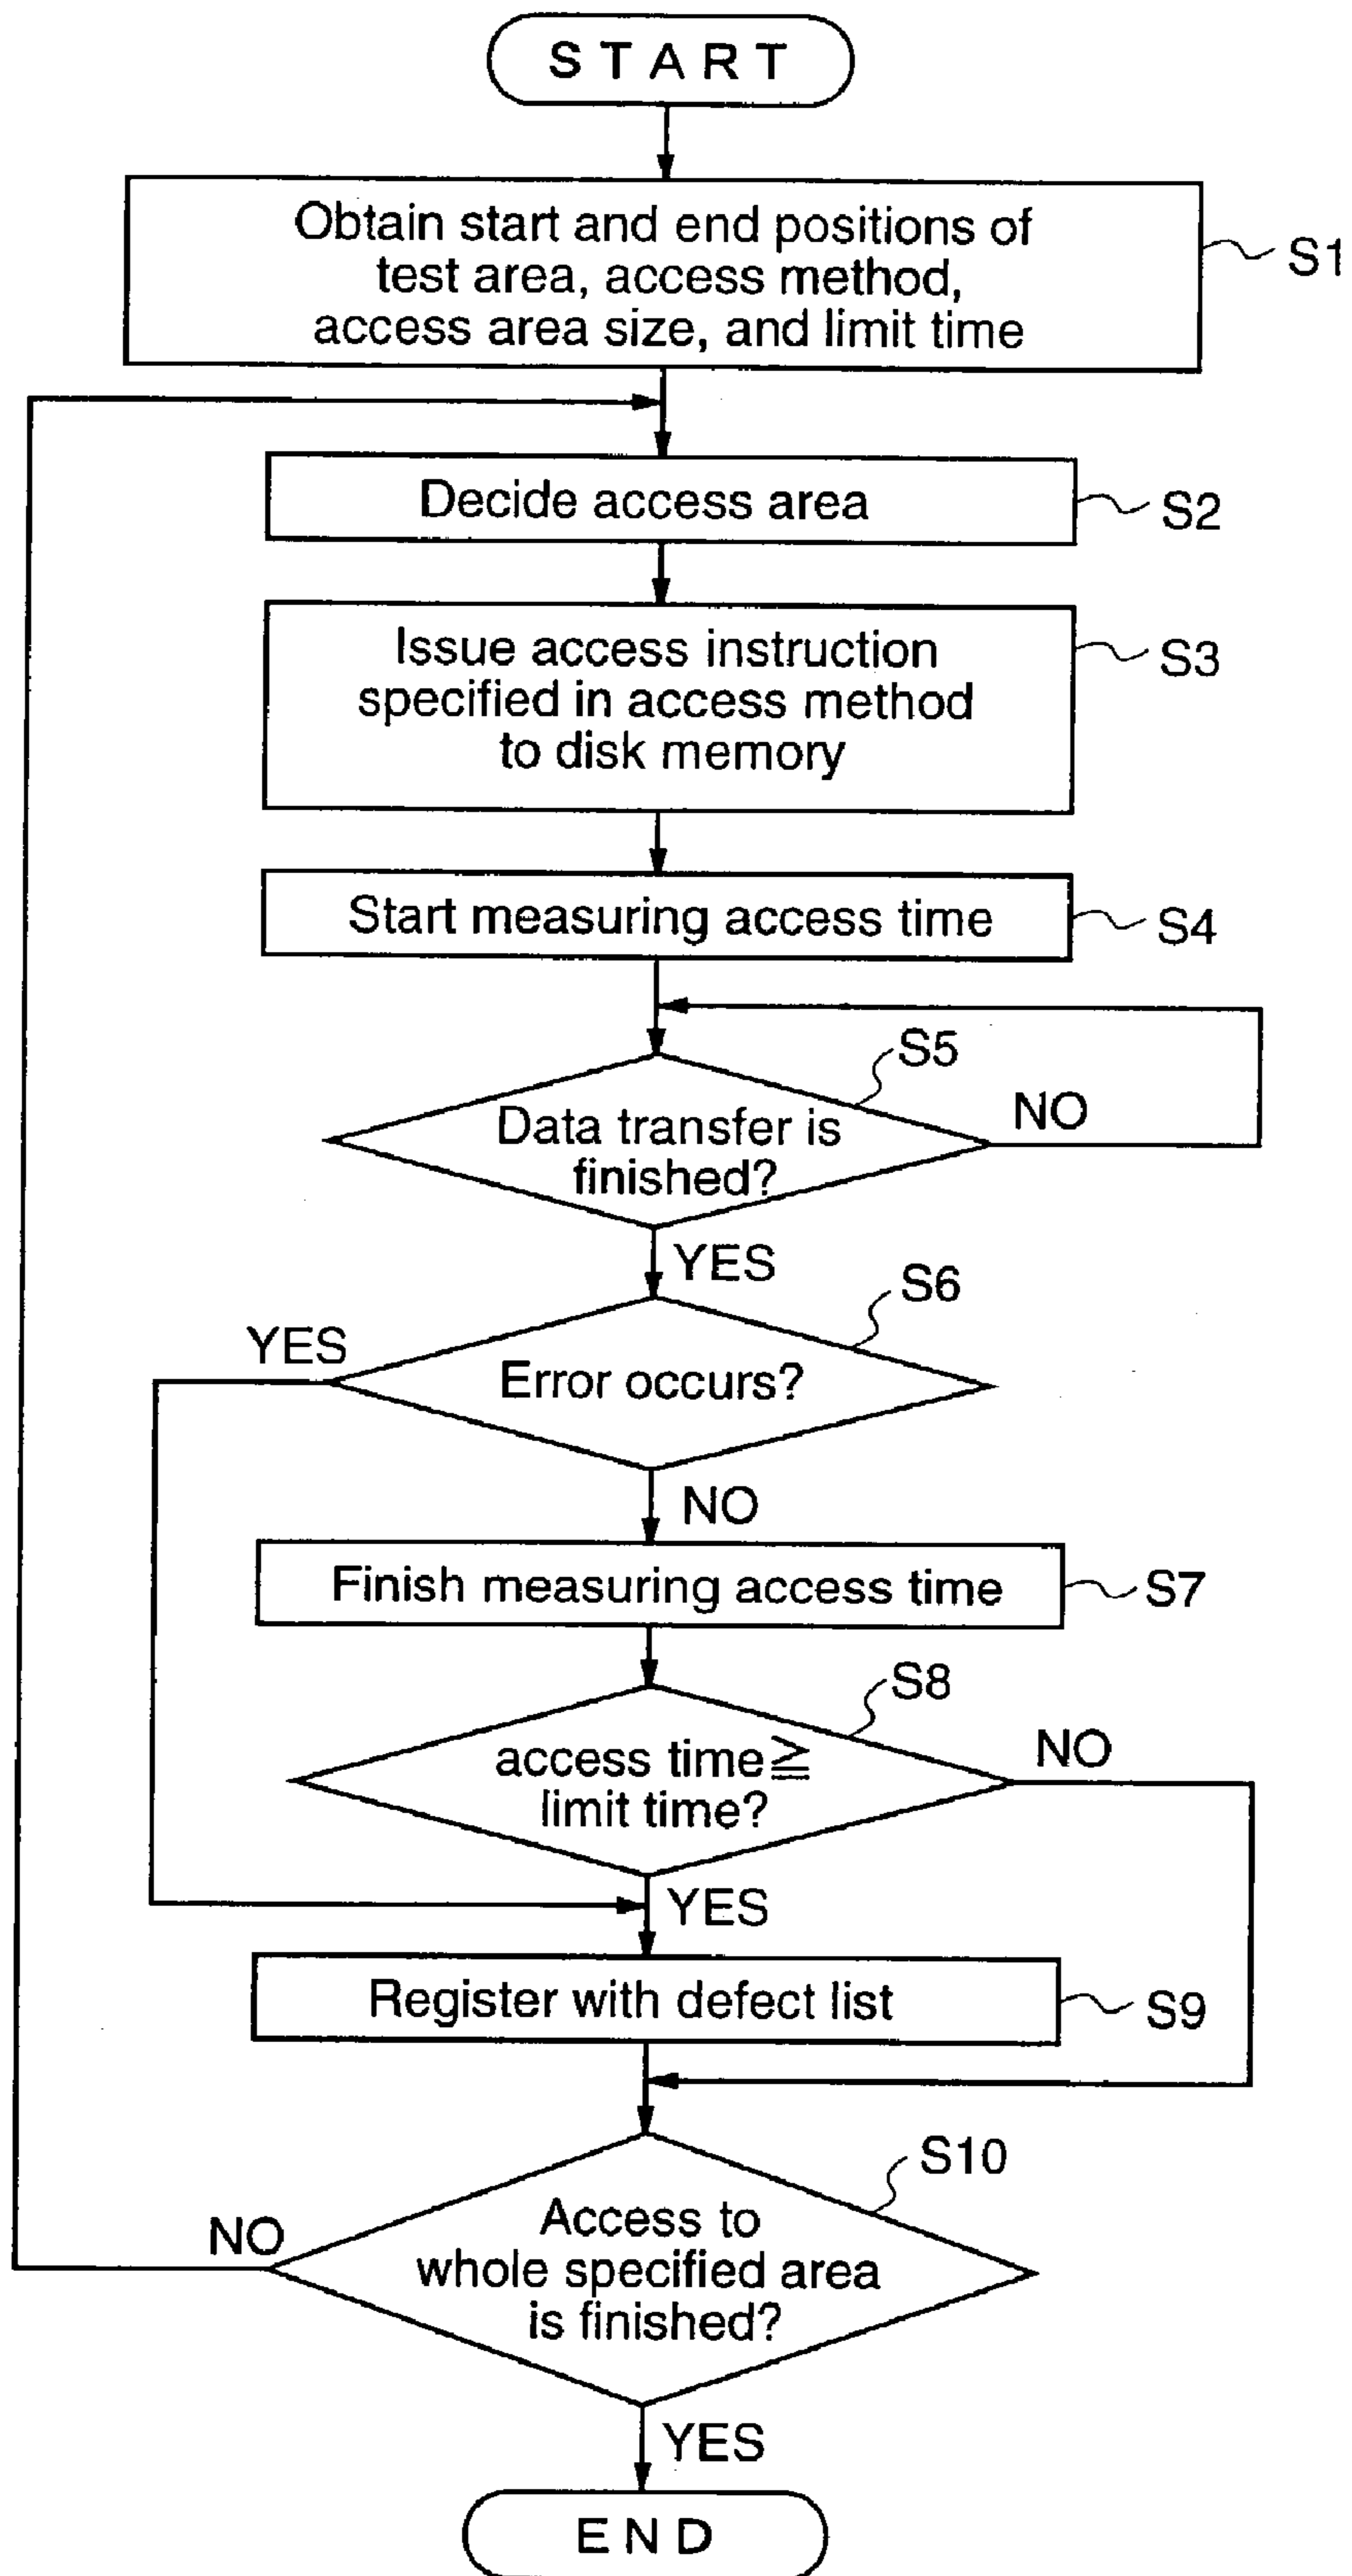 START
Obtain start and end positions of
test area, access method,
access area size, and limit time
S1
Decide access area
S2
Issue access instruction
specified in access method
to disk memory
S3
Start measuring access time
S4
S5
Data transfer is
finished?
NO
YES
S6
YES
Error occurs?
NO
Finish measuring access time
S7
S8
access time≧
limit time?
NO
YES
Register with defect list
S9
S10
NO
Access to
whole specified area
is finished?
YES
END